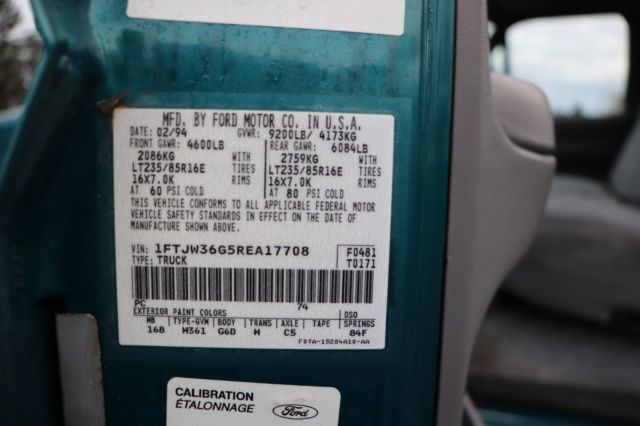 MFD. BY FORD MOTOR CO. IN U.S.A.
DATE: 02/94 GVWR: 9200LB/ 4173KG
FRONT GAWR: 4600LB REAR GAWR: 6084LB
2086KG WITH 2759KG WITH
LT235/85R16E TIRES LT235/85R16E TIRES
16X7.0K RIMS 16X7.0K RIMS
AT 60 PSI COLD AT 80 PSI COLD
THIS VEHICLE CONFORMS TO ALL APPLICABLE FEDERAL MOTOR
VEHICLE SAFETY STANDARDS IN EFFECT ON THE DATE OF
MANUFACTURE SHOWN ABOVE.
VIN: 1FTJW36G5REA17708 F0481
TYPE: TRUCK T0171
PC 74
EXTERIOR PAINT COLORS DSO
WB TYPE-GVM BODY TRANS AXLE TAPE SPRINGS
168 W361 G6D W C5 84F
F0TA-15204A10-AA
CALIBRATION
ÉTALONNAGE
Ford